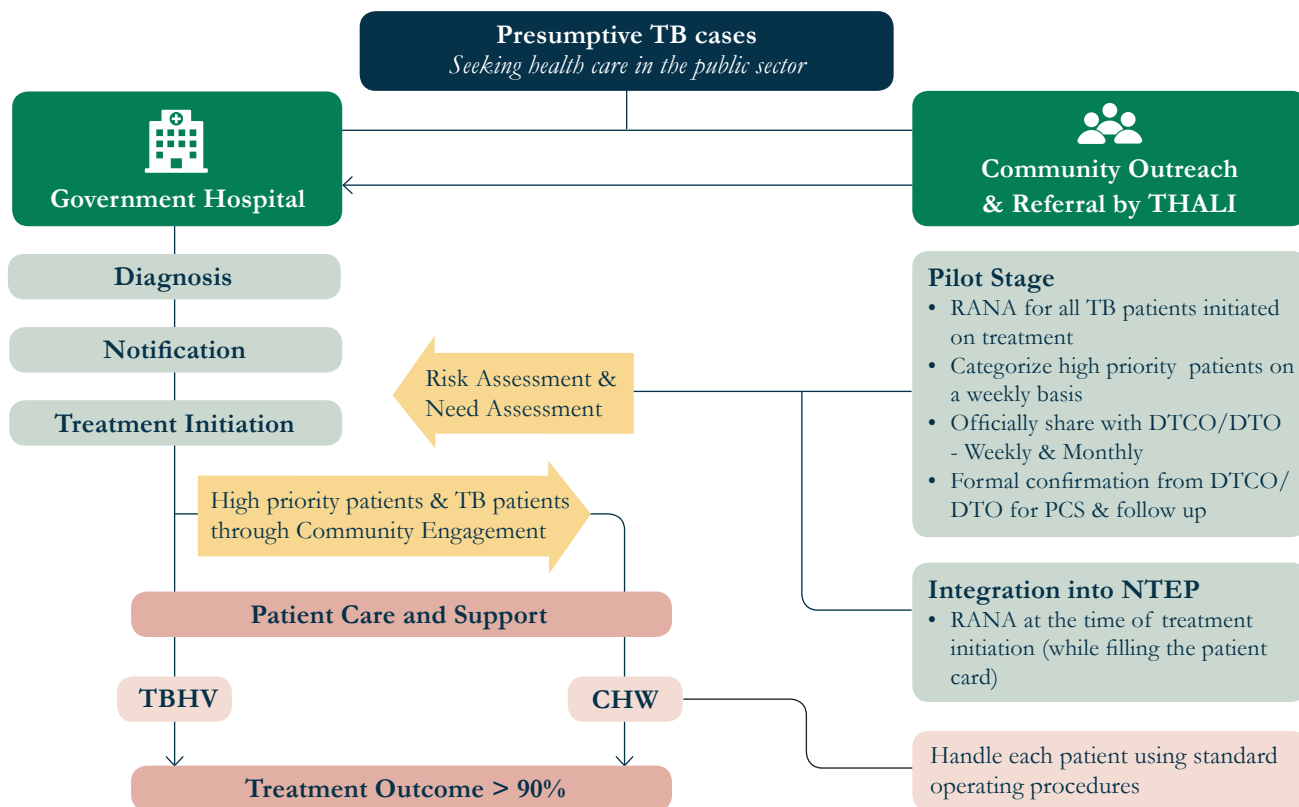 Presumptive TB cases
Seeking health care in the public sector
Government Hospital
Community Outreach
& Referral by THALI
Diagnosis
Notification
Treatment Initiation
Risk Assessment &
Need Assessment
High priority patients & TB patients
through Community Engagement
Pilot Stage
• RANA for all TB patients initiated
on treatment
• Categorize high priority patients on
a weekly basis
• Officially share with DTCO/DTO
- Weekly & Monthly
• Formal confirmation from DTCO/
DTO for PCS & follow up
Integration into NTEP
• RANA at the time of treatment
initiation (while filling the patient
card)
Patient Care and Support
TBHV
CHW
Handle each patient using standard
operating procedures
Treatment Outcome > 90%